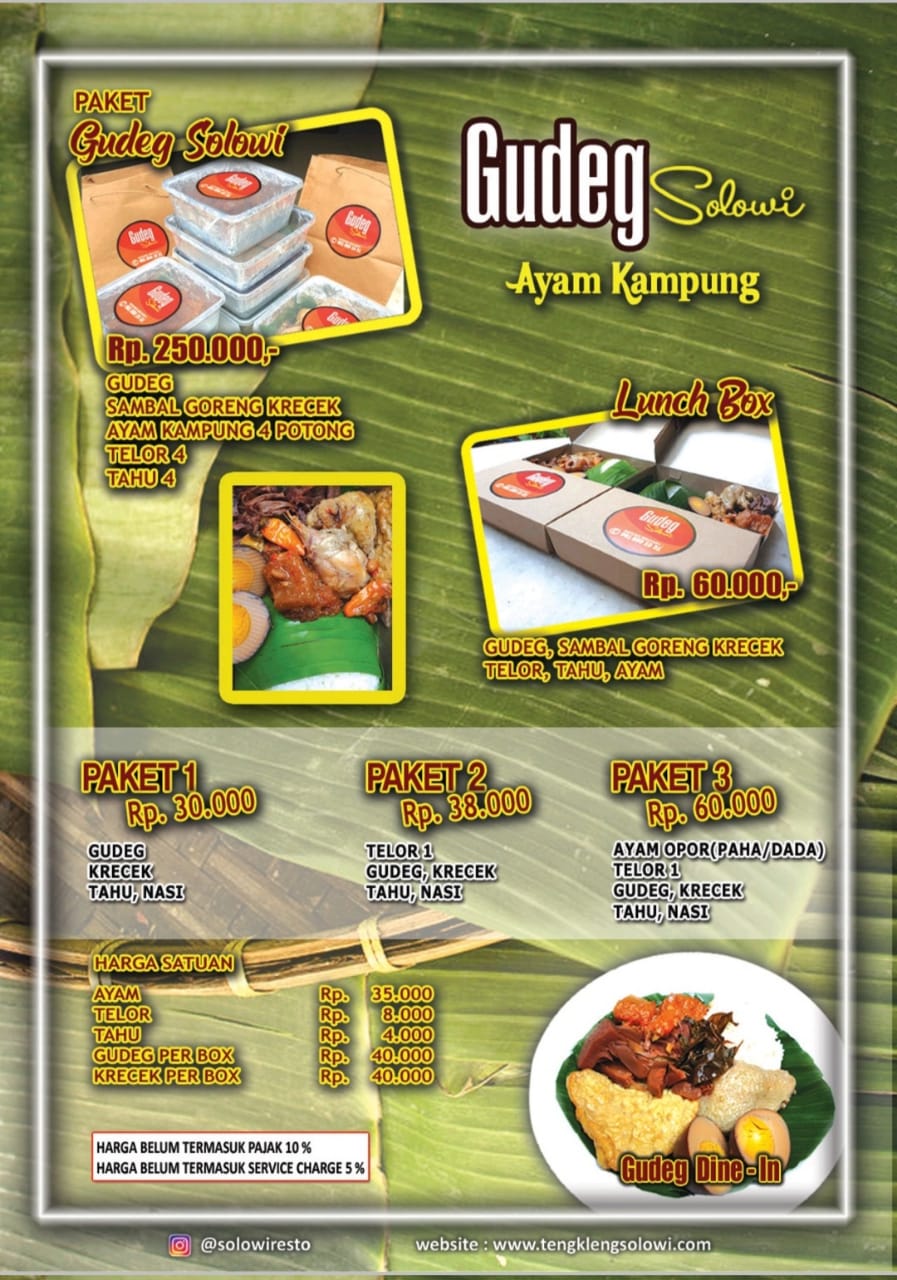 PAKET
Gudeg Solowi
Gudeg Solowi
Ayam Kampung
Gudeg
Gudeg
Gudeg
Gudeg
Rp. 250.000,-
GUDEG
SAMBAL GORENG KRECEK
AYAM KAMPUNG 4 POTONG
TELOR 4
TAHU 4
Lunch Box
Gudeg
Gudeg
Rp. 60.000,-
GUDEG, SAMBAL GORENG KRECEK
TELOR, TAHU, AYAM
PAKET 1
Rp. 30.000
GUDEG
KRECEK
TAHU, NASI
PAKET 2
Rp. 38.000
TELOR 1
GUDEG, KRECEK
TAHU, NASI
PAKET 3
Rp. 60.000
AYAM OPOR(PAHA/DADA)
TELOR 1
GUDEG, KRECEK
TAHU, NASI
HARGA SATUAN
AYAM Rp. 35.000
TELOR Rp. 8.000
TAHU Rp. 4.000
GUDEG PER BOX Rp. 40.000
KRECEK PER BOX Rp. 40.000
HARGA BELUM TERMASUK PAJAK 10 %
HARGA BELUM TERMASUK SERVICE CHARGE 5 %
Gudeg Dine - In
@solowiresto
website : www.tengklengsolowi.com